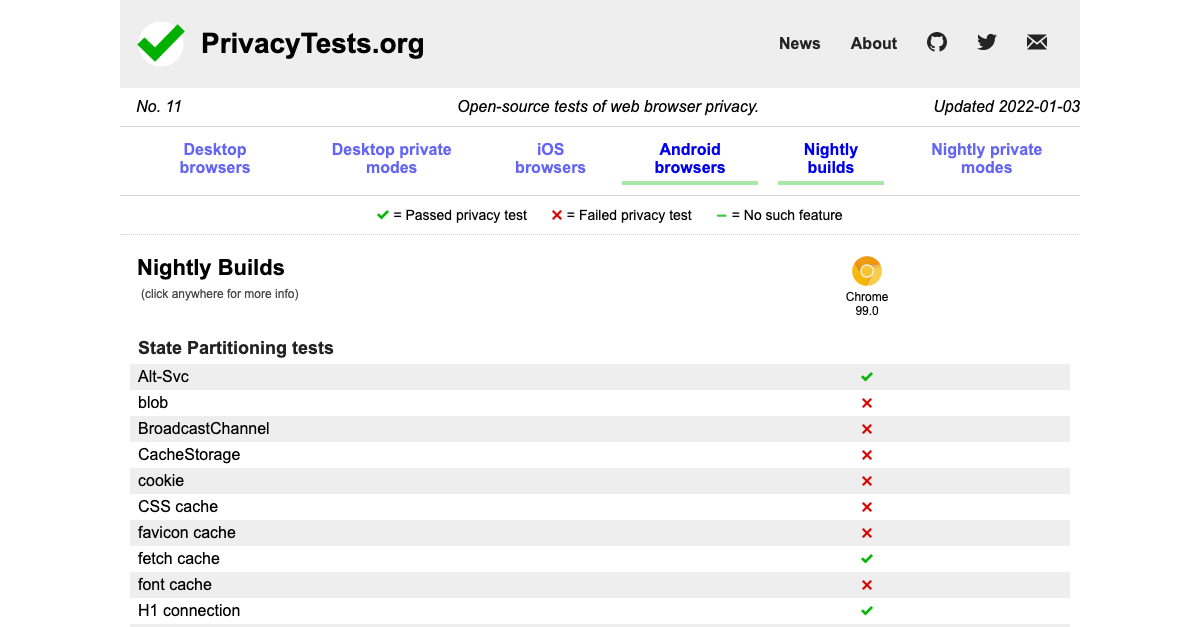 PrivacyTests.org
News About
No. 11 Open-source tests of web browser privacy. Updated 2022-01-03
Desktop browsers
Desktop private modes
iOS browsers
Android browsers
Nightly builds
Nightly private modes
= Passed privacy test = Failed privacy test = No such feature
Nightly Builds
(click anywhere for more info)
Chrome
99.0
State Partitioning tests
Alt-Svc
blob
BroadcastChannel
CacheStorage
cookie
CSS cache
favicon cache
fetch cache
font cache
H1 connection